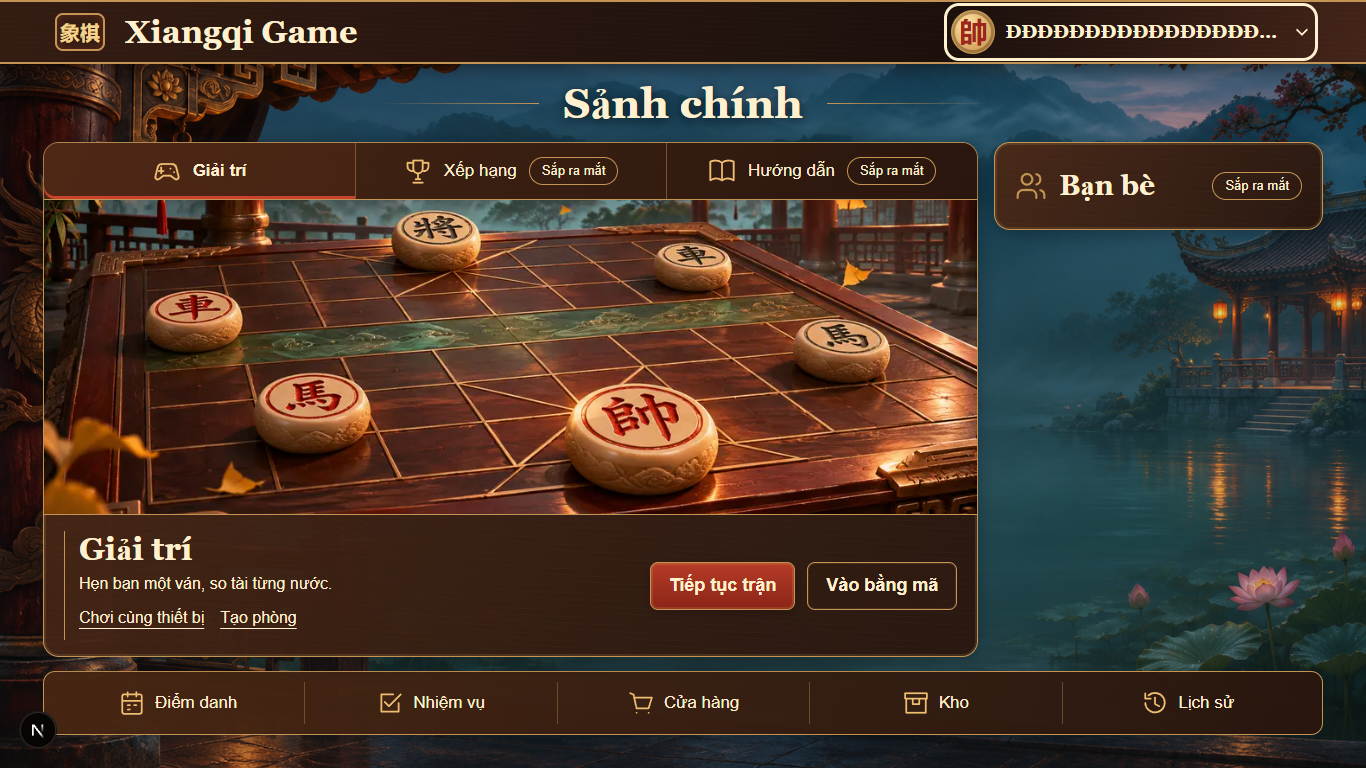 象棋 Xiangqi Game
帥 ĐĐĐĐĐĐĐĐĐĐĐĐĐĐĐĐ...
Sảnh chính
Giải trí
Xếp hạng Sắp ra mắt
Hướng dẫn Sắp ra mắt
Bạn bè Sắp ra mắt
將
車
車
馬
馬
帥
Giải trí
Hẹn bạn một ván, so tài từng nước.
Chơi cùng thiết bị Tạo phòng
Tiếp tục trận
Vào bằng mã
Điểm danh
Nhiệm vụ
Cửa hàng
Kho
Lịch sử
N